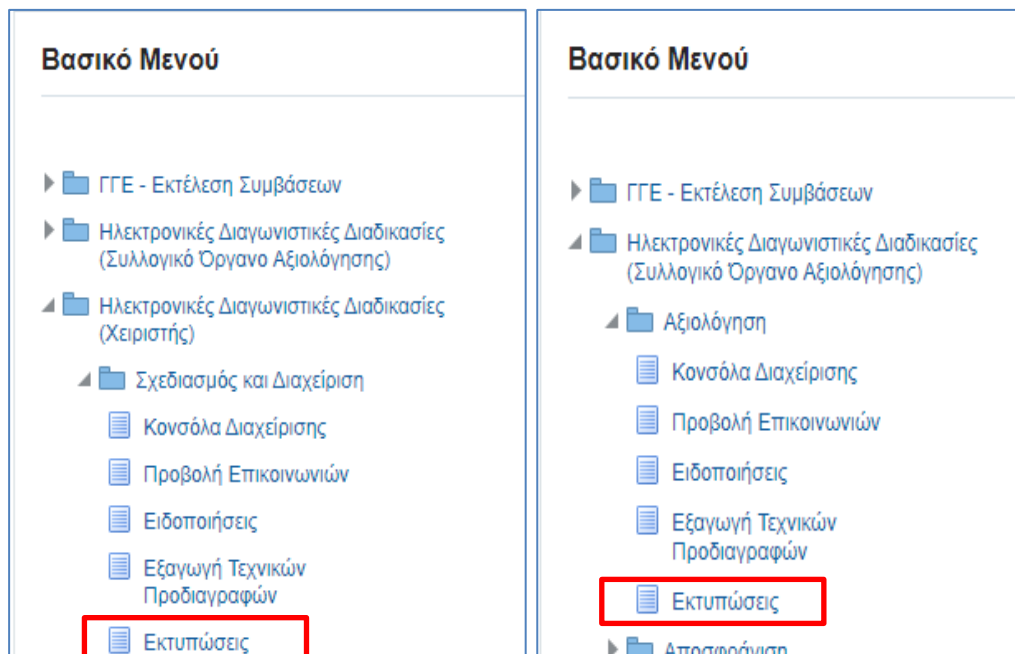 Βασικό Μενού
ΓΓΕ - Εκτέλεση Συμβάσεων
Ηλεκτρονικές Διαγωνιστικές Διαδικασίες
(Συλλογικό Όργανο Αξιολόγησης)
Ηλεκτρονικές Διαγωνιστικές Διαδικασίες
(Χειριστής)
Σχεδιασμός και Διαχείριση
Κονσόλα Διαχείρισης
Προβολή Επικοινωνιών
Ειδοποιήσεις
Εξαγωγή Τεχνικών
Προδιαγραφών
Εκτυπώσεις
Βασικό Μενού
ΓΓΕ - Εκτέλεση Συμβάσεων
Ηλεκτρονικές Διαγωνιστικές Διαδικασίες
(Συλλογικό Όργανο Αξιολόγησης)
Αξιολόγηση
Κονσόλα Διαχείρισης
Προβολή Επικοινωνιών
Ειδοποιήσεις
Εξαγωγή Τεχνικών
Προδιαγραφών
Εκτυπώσεις
Αποσφράγιση